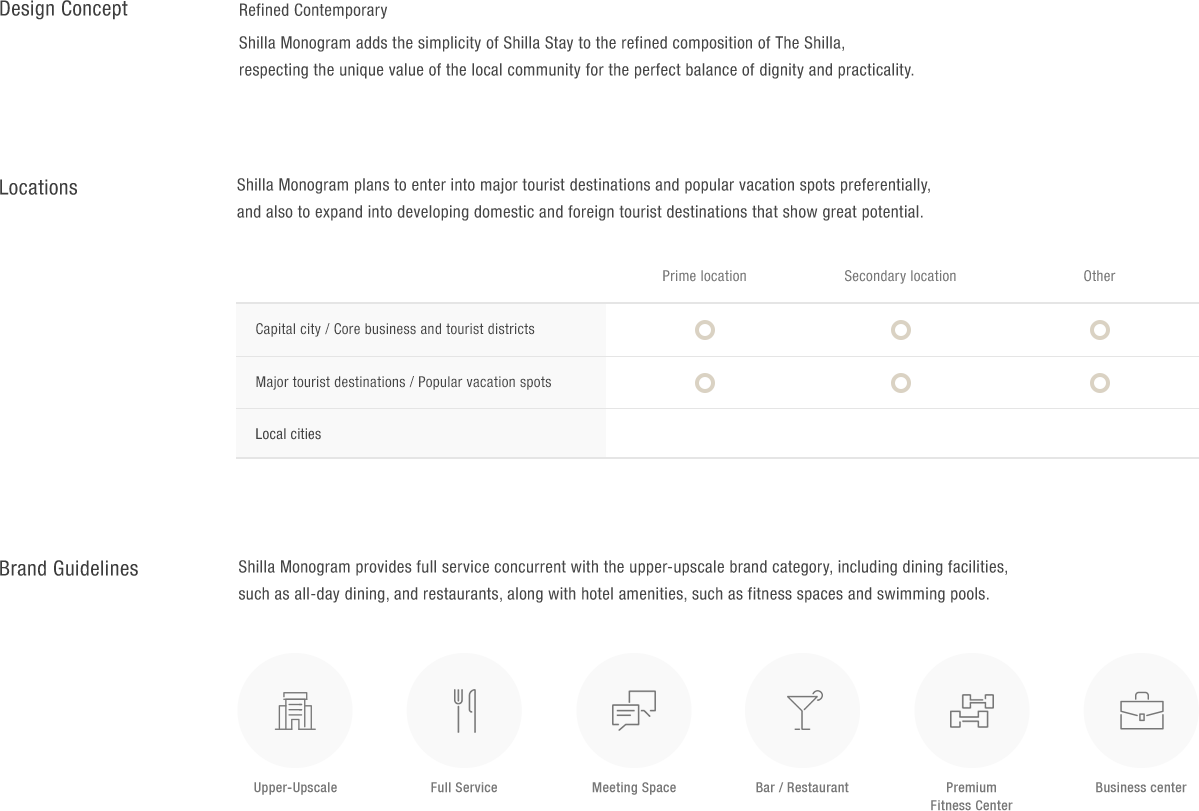 Design Concept
Refined Contemporary
Shilla Monogram adds the simplicity of Shilla Stay to the refined composition of The Shilla,
respecting the unique value of the local community for the perfect balance of dignity and practicality.
Locations
Shilla Monogram plans to enter into major tourist destinations and popular vacation spots preferentially,
and also to expand into developing domestic and foreign tourist destinations that show great potential.
Prime location Secondary location Other
Capital city / Core business and tourist districts
Major tourist destinations / Popular vacation spots
Local cities
Brand Guidelines
Shilla Monogram provides full service concurrent with the upper-upscale brand category, including dining facilities,
such as all-day dining, and restaurants, along with hotel amenities, such as fitness spaces and swimming pools.
Upper-Upscale Full Service Meeting Space Bar / Restaurant Premium Business center
Fitness Center